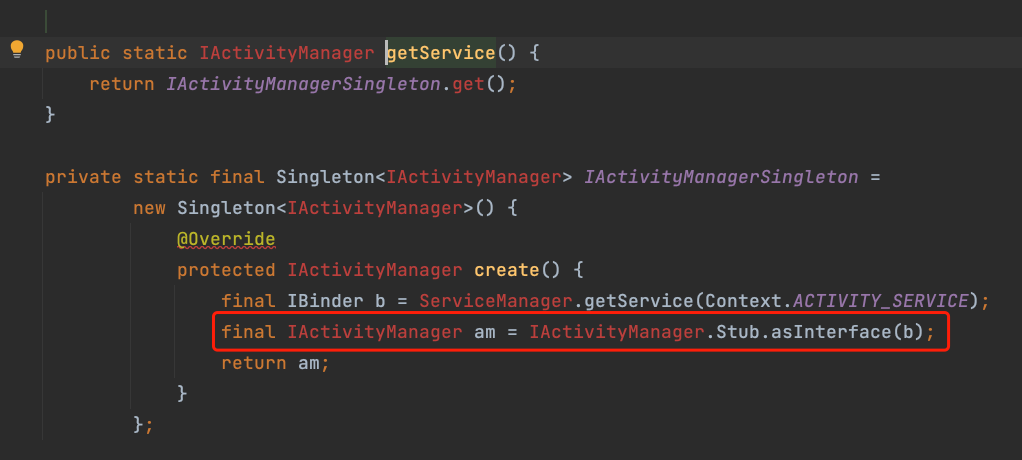 public static IActivityManager getService() {
    return IActivityManagerSingleton.get();
}
private static final Singleton<IActivityManager> IActivityManagerSingleton =
        new Singleton<IActivityManager>() {
            @Override
            protected IActivityManager create() {
                final IBinder b = ServiceManager.getService(Context.ACTIVITY_SERVICE);
                final IActivityManager am = IActivityManager.Stub.asInterface(b);
                return am;
            }
        };